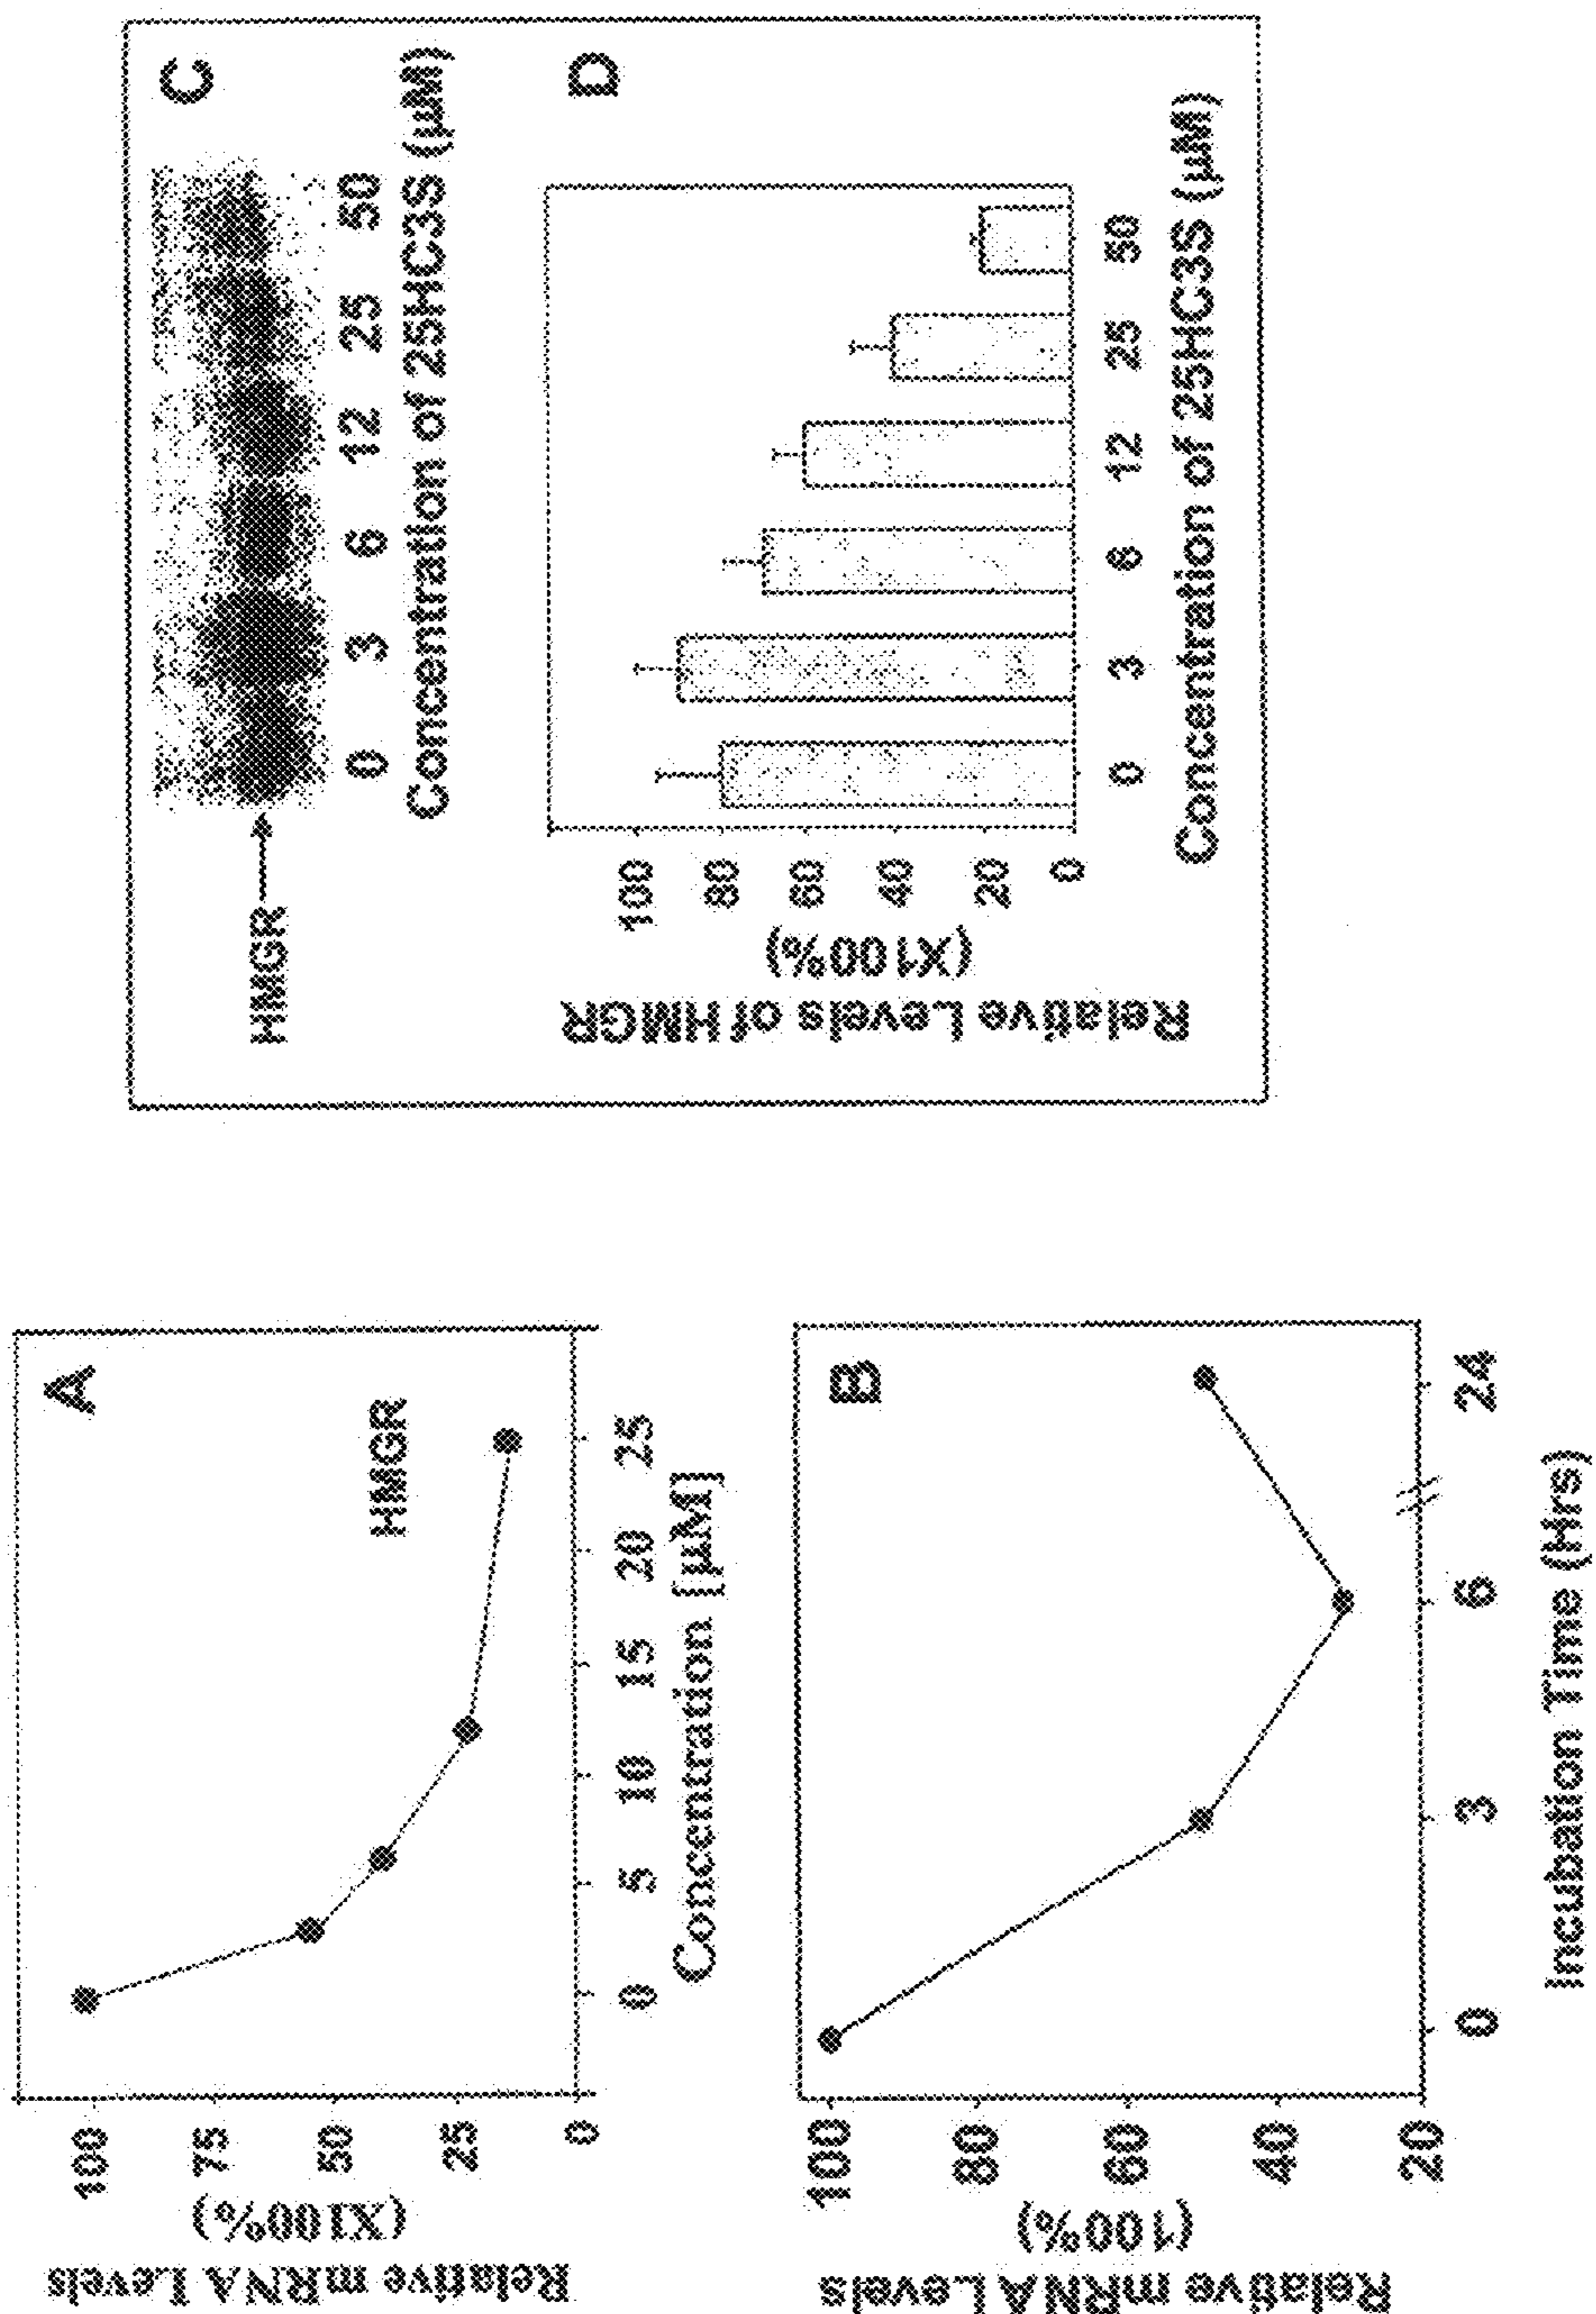 A
HMGR
Relative mRNA Levels
(X100%)
100
75
50
25
0
0 5 10 15 20 25
Concentration [µM]
B
Relative mRNA Levels
(100%)
100
80
60
40
20
0 3 6 24
Incubation Time (Hrs)
C
HMGR
0 3 6 12 25 50
Concentration of 25HC3S (µM)
D
Relative Levels of HMGR
(X100%)
100
80
60
40
20
0
0 3 6 12 25 50
Concentration of 25HC3S (µM)